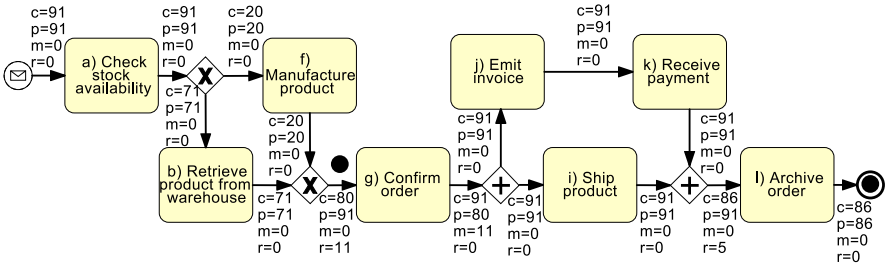 c=91
p=91
m=0
r=0
a) Check
stock
availability
c=91
p=91
m=0
r=0
c=20
p=20
m=0
r=0
f)
Manufacture
product
c=71
p=71
m=0
r=0
c=20
p=20
m=0
r=0
b) Retrieve
product from
warehouse
c=71
p=71
m=0
r=0
c=80
p=91
m=0
r=11
g) Confirm
order
c=91
p=80
m=11
r=0
c=91
p=91
m=0
r=0
j) Emit
invoice
c=91
p=91
m=0
r=0
c=91
p=91
m=0
r=0
k) Receive
payment
c=91
p=91
m=0
r=0
i) Ship
product
c=91
p=91
m=0
r=0
c=86
p=91
m=0
r=5
l) Archive
order
c=86
p=86
m=0
r=0